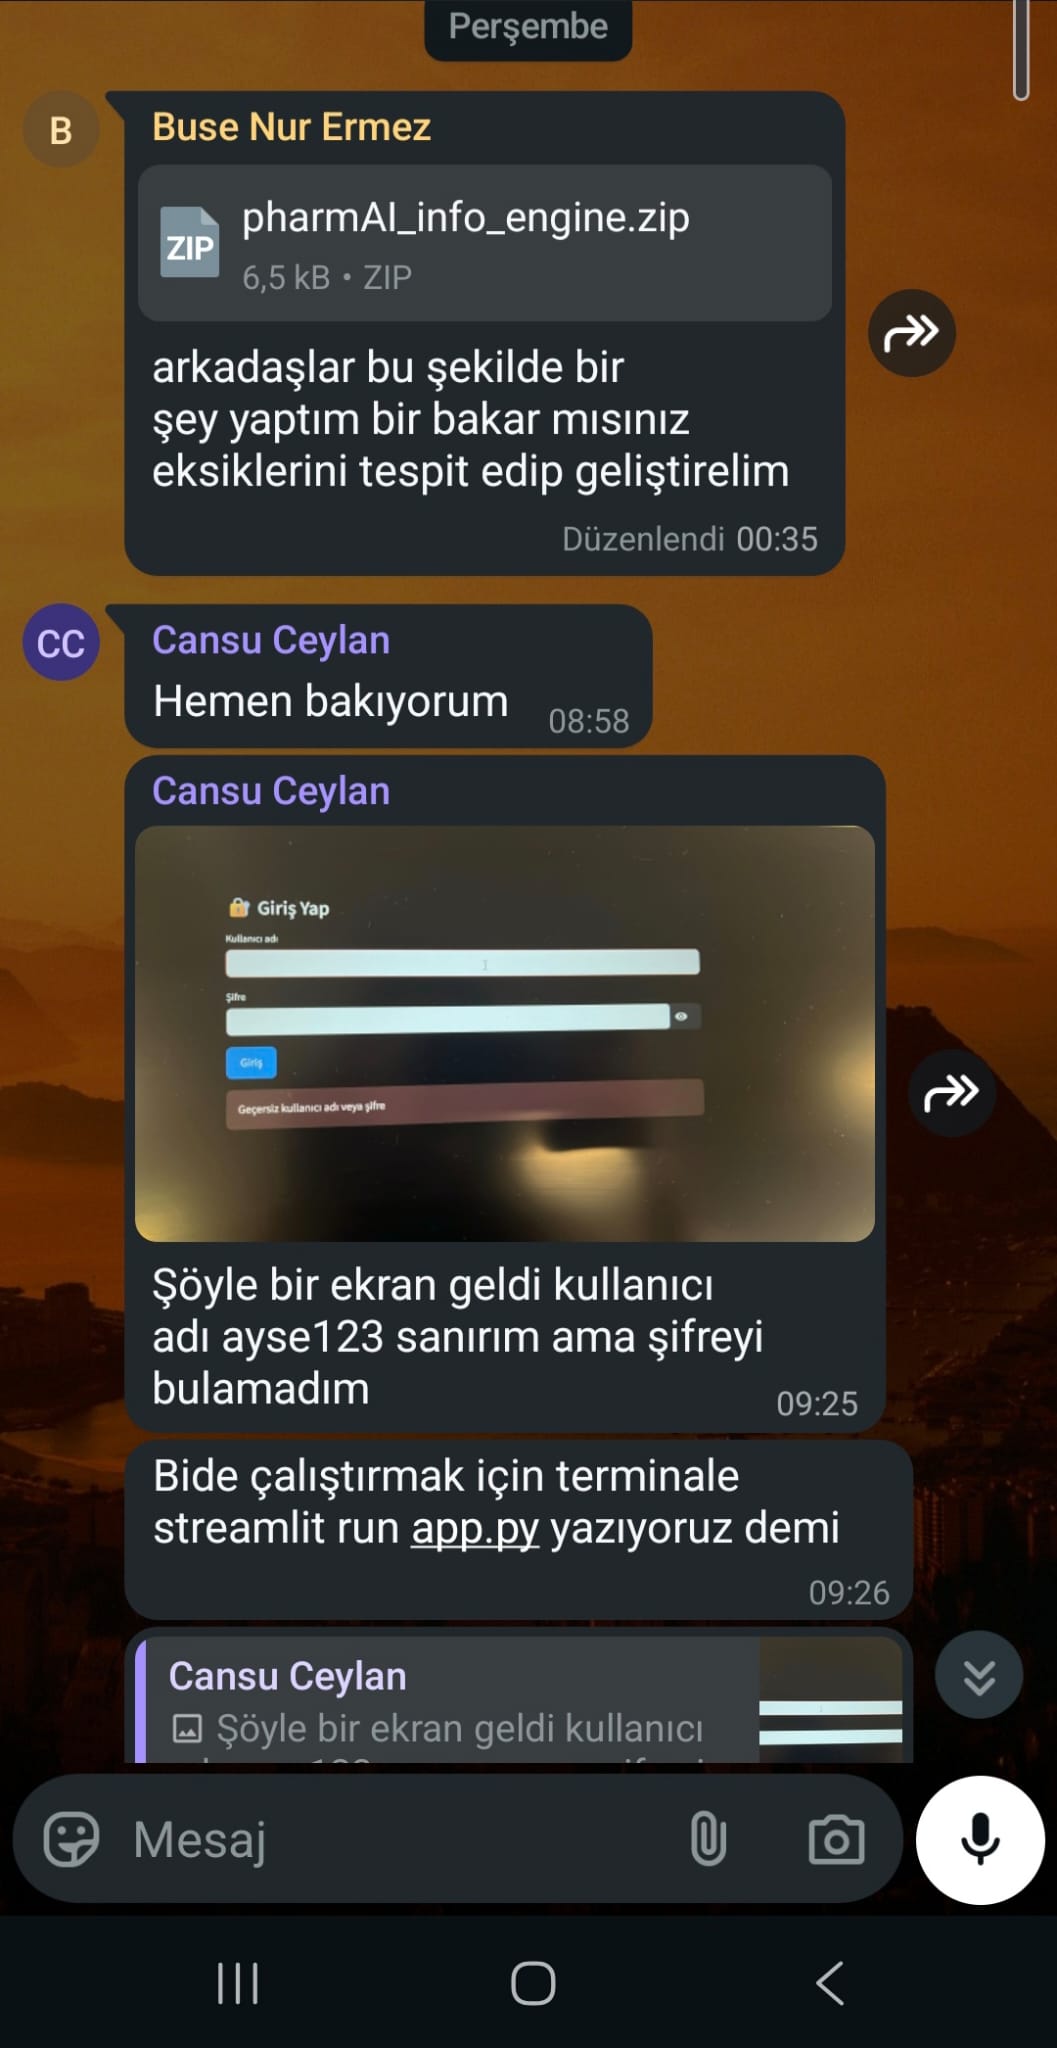 Perşembe
B
Buse Nur Ermez
ZIP
pharmAI_info_engine.zip
6,5 kB • ZIP
arkadaşlar bu şekilde bir
şey yaptım bir bakar mısınız
eksiklerini tespit edip geliştirelim
Düzenlendi 00:35
CC
Cansu Ceylan
Hemen bakıyorum
08:58
Cansu Ceylan
Giriş Yap
Kullanıcı adı
Şifre
Giriş
Geçersiz kullanıcı adı veya şifre
Şöyle bir ekran geldi kullanıcı
adı ayse123 sanırım ama şifreyi
bulamadım
09:25
Bide çalıştırmak için terminale
streamlit run app.py yazıyoruz demi
09:26
Cansu Ceylan
Şöyle bir ekran geldi kullanıcı
Mesaj